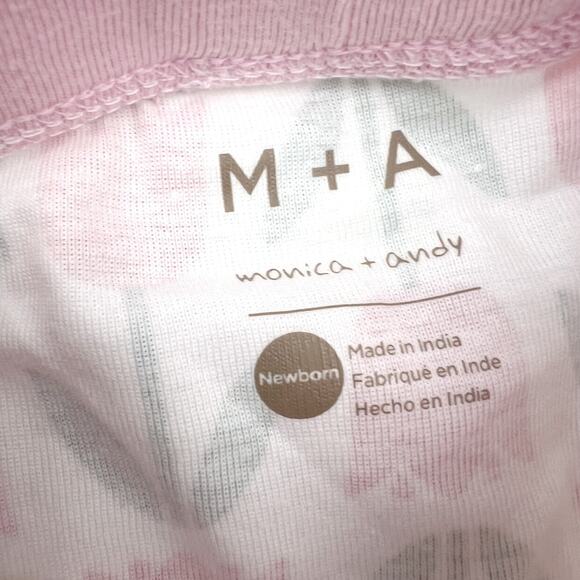 M + A
monica + andy
Newborn
Made in India
Fabriqué en Inde
Hecho en India